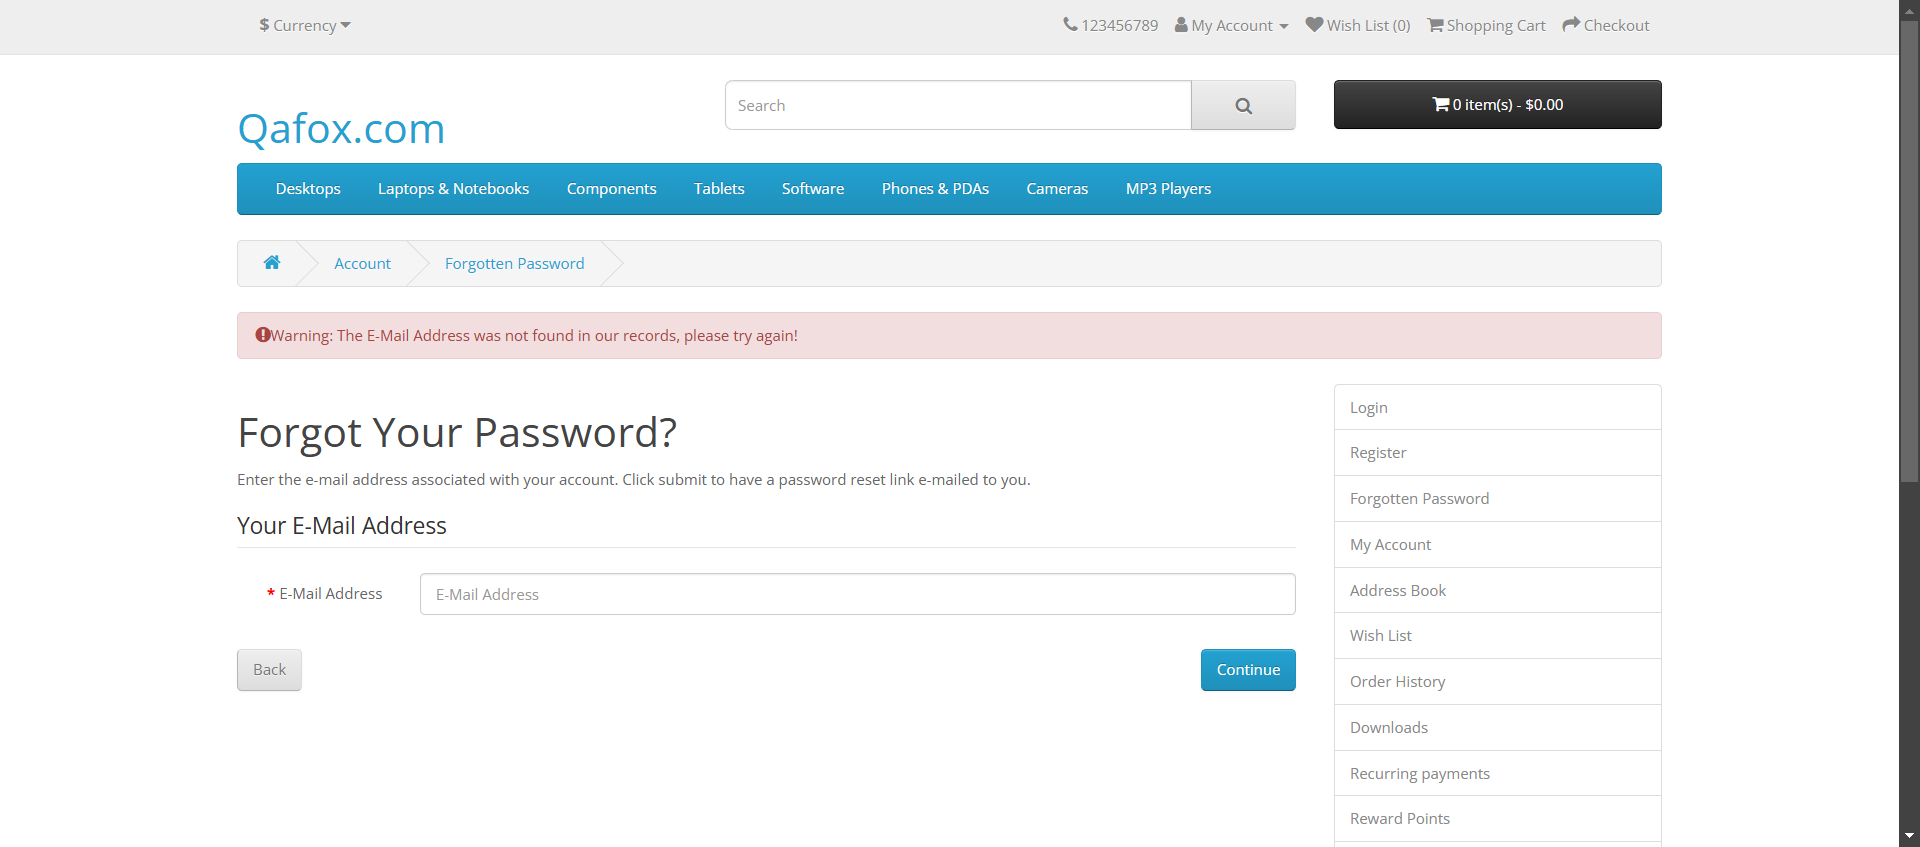 $ Currency
123456789 My Account Wish List (0) Shopping Cart Checkout
Qafox.com
Search
0 item(s) - $0.00
Desktops Laptops & Notebooks Components Tablets Software Phones & PDAs Cameras MP3 Players
Account Forgotten Password
Warning: The E-Mail Address was not found in our records, please try again!
Forgot Your Password?
Enter the e-mail address associated with your account. Click submit to have a password reset link e-mailed to you.
Your E-Mail Address
* E-Mail Address
E-Mail Address
Back
Continue
Login
Register
Forgotten Password
My Account
Address Book
Wish List
Order History
Downloads
Recurring payments
Reward Points